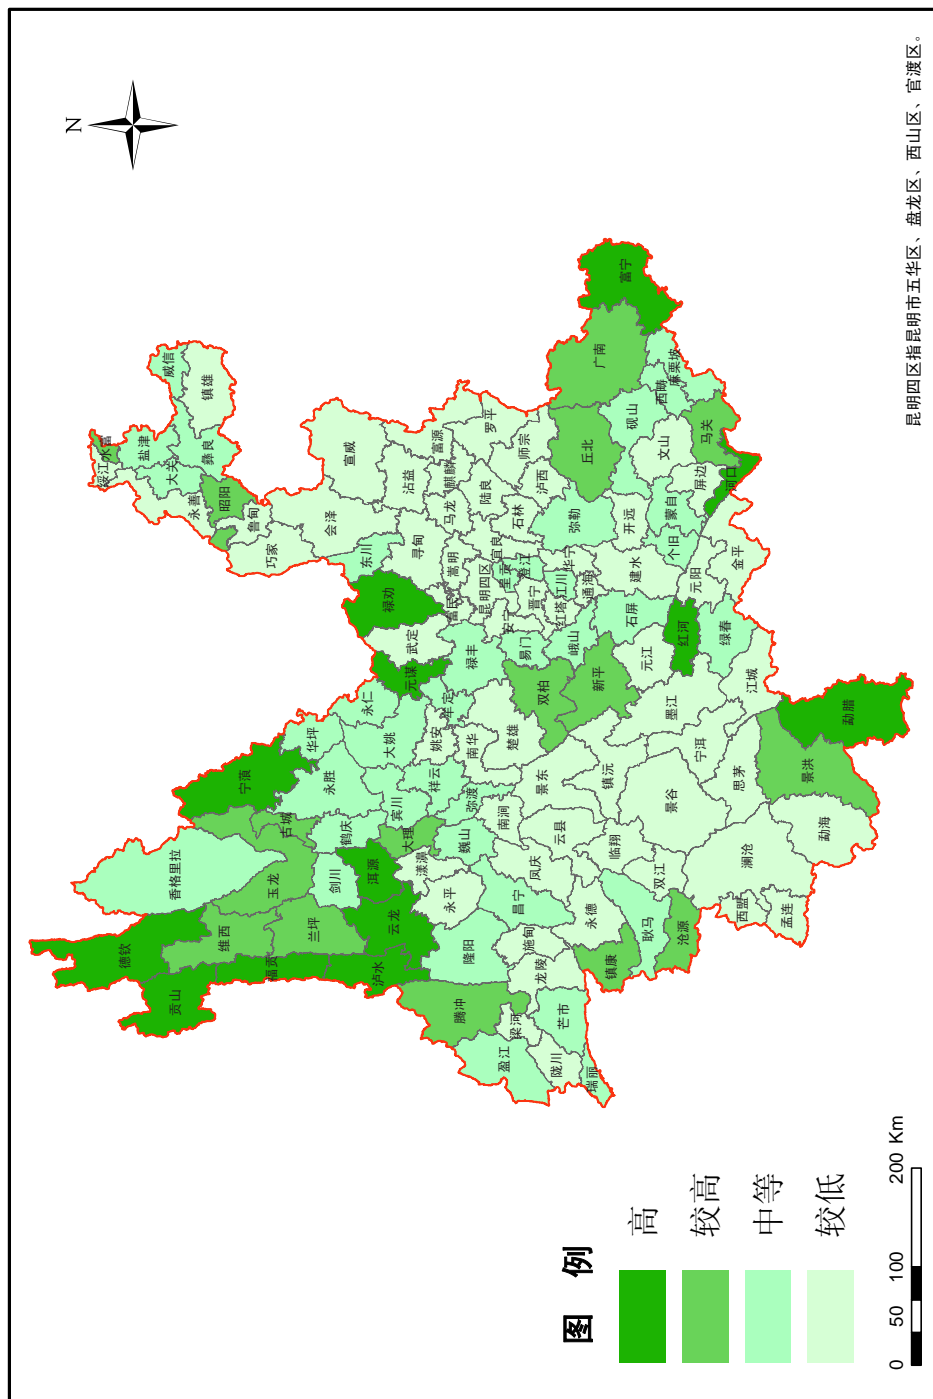 N
德钦
贡山
福贡
香格里拉
维西
兰坪
玉龙
古城
宁蒗
泸水
云龙
洱源
剑川
鹤庆
永胜
华坪
大理
漾濞
永平
巍山
宾川
祥云
弥渡
南涧
大姚
永仁
姚安
牟定
南华
楚雄
双柏
元谋
武定
禄丰
禄劝
富民
东川
寻甸
嵩明
昆明四区
呈贡
安宁
晋宁
宜良
石林
会泽
巧家
鲁甸
昭阳
永善
绥江
水富
盐津
大关
彝良
威信
镇雄
宣威
沾益
富源
麒麟
马龙
陆良
罗平
师宗
泸西
弥勒
澄江
江川
华宁
通海
红塔
易门
峨山
新平
元江
石屏
建水
开远
个旧
蒙自
屏边
河口
金平
元阳
红河
绿春
丘北
广南
富宁
砚山
西畴
麻栗坡
文山
马关
腾冲
隆阳
昌宁
施甸
龙陵
盈江
梁河
陇川
芒市
瑞丽
凤庆
云县
永德
镇康
耿马
沧源
双江
临翔
景东
镇沅
景谷
墨江
宁洱
思茅
江城
澜沧
西盟
孟连
勐海
景洪
勐腊
图 例
高
较高
中等
较低
0 50 100 200 Km
昆明四区指昆明市五华区、盘龙区、西山区、官渡区。